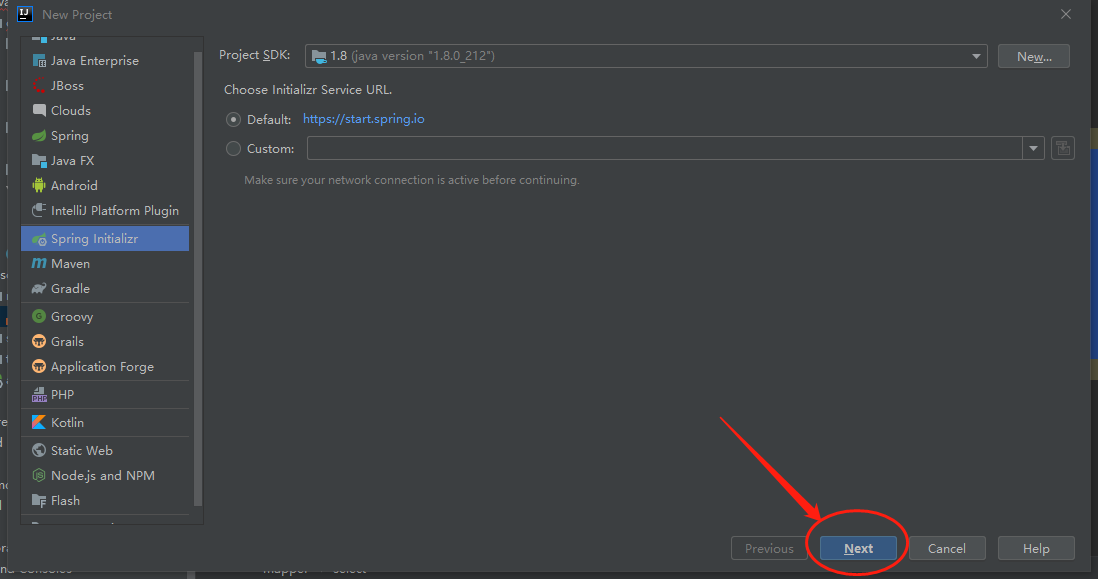 New Project
Java
Java Enterprise
JBoss
Clouds
Spring
Java FX
Android
IntelliJ Platform Plugin
Spring Initializr
Maven
Gradle
Groovy
Grails
Application Forge
PHP
Kotlin
Static Web
Node.js and NPM
Flash
Project SDK:
1.8 (java version "1.8.0_212")
New...
Choose Initializr Service URL.
Default: https://start.spring.io
Custom:
Make sure your network connection is active before continuing.
Previous
Next
Cancel
Help